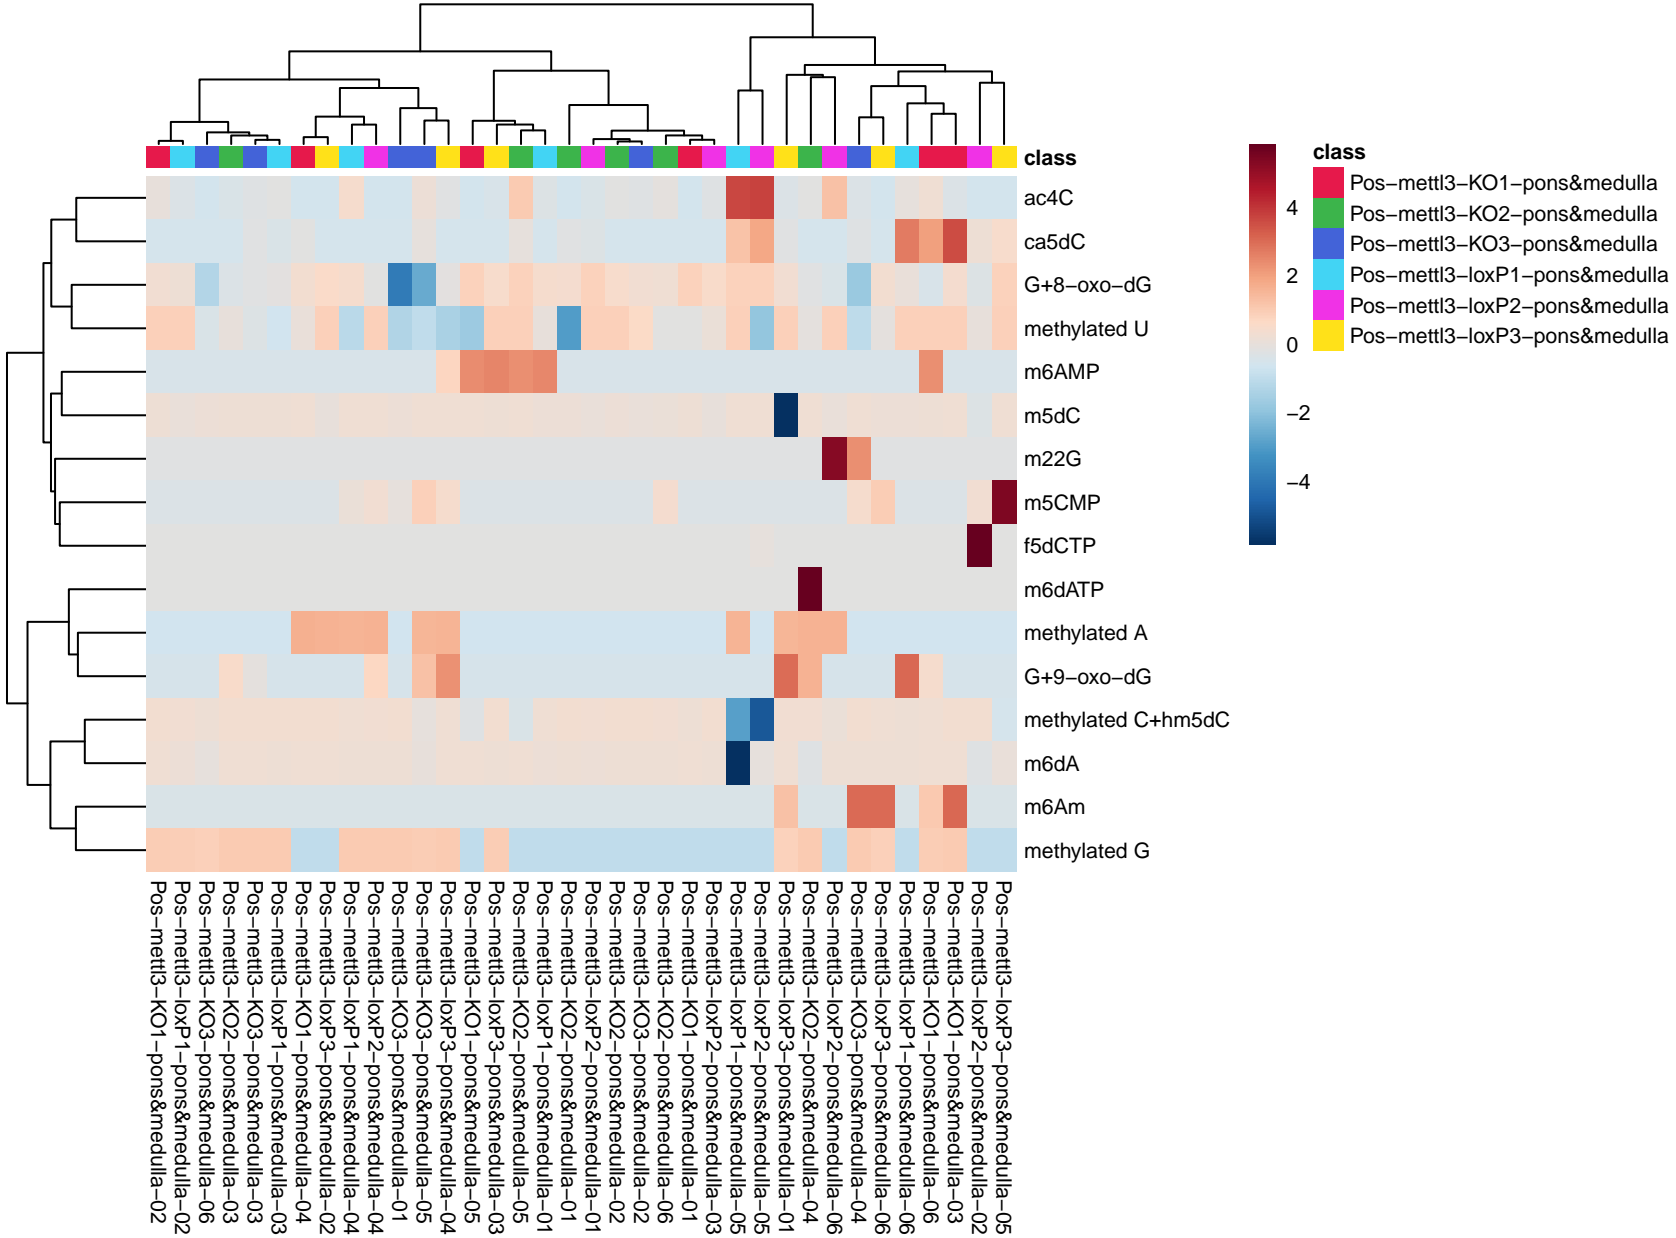 class
ac4C
ca5dC
G+8−oxo−dG
methylated U
m6AMP
m5dC
m22G
m5CMP
f5dCTP
m6dATP
methylated A
G+9−oxo−dG
methylated C+hm5dC
m6dA
m6Am
methylated G
4
2
0
−2
−4
class
Pos−mettl3−KO1−pons&medulla
Pos−mettl3−KO2−pons&medulla
Pos−mettl3−KO3−pons&medulla
Pos−mettl3−loxP1−pons&medulla
Pos−mettl3−loxP2−pons&medulla
Pos−mettl3−loxP3−pons&medulla
Pos−mettl3−KO1−pons&medulla−02
Pos−mettl3−loxP1−pons&medulla−02
Pos−mettl3−KO3−pons&medulla−06
Pos−mettl3−KO2−pons&medulla−03
Pos−mettl3−KO3−pons&medulla−03
Pos−mettl3−loxP1−pons&medulla−03
Pos−mettl3−KO1−pons&medulla−04
Pos−mettl3−loxP3−pons&medulla−02
Pos−mettl3−loxP1−pons&medulla−04
Pos−mettl3−loxP2−pons&medulla−04
Pos−mettl3−KO3−pons&medulla−01
Pos−mettl3−KO3−pons&medulla−05
Pos−mettl3−loxP3−pons&medulla−04
Pos−mettl3−KO1−pons&medulla−05
Pos−mettl3−loxP3−pons&medulla−03
Pos−mettl3−KO2−pons&medulla−05
Pos−mettl3−loxP1−pons&medulla−01
Pos−mettl3−KO2−pons&medulla−01
Pos−mettl3−loxP2−pons&medulla−01
Pos−mettl3−KO2−pons&medulla−02
Pos−mettl3−KO3−pons&medulla−02
Pos−mettl3−KO2−pons&medulla−06
Pos−mettl3−KO1−pons&medulla−01
Pos−mettl3−loxP2−pons&medulla−03
Pos−mettl3−loxP1−pons&medulla−05
Pos−mettl3−loxP2−pons&medulla−05
Pos−mettl3−loxP3−pons&medulla−01
Pos−mettl3−KO2−pons&medulla−04
Pos−mettl3−loxP2−pons&medulla−06
Pos−mettl3−KO3−pons&medulla−04
Pos−mettl3−loxP3−pons&medulla−06
Pos−mettl3−loxP1−pons&medulla−06
Pos−mettl3−KO1−pons&medulla−06
Pos−mettl3−KO1−pons&medulla−03
Pos−mettl3−loxP2−pons&medulla−02
Pos−mettl3−loxP3−pons&medulla−05